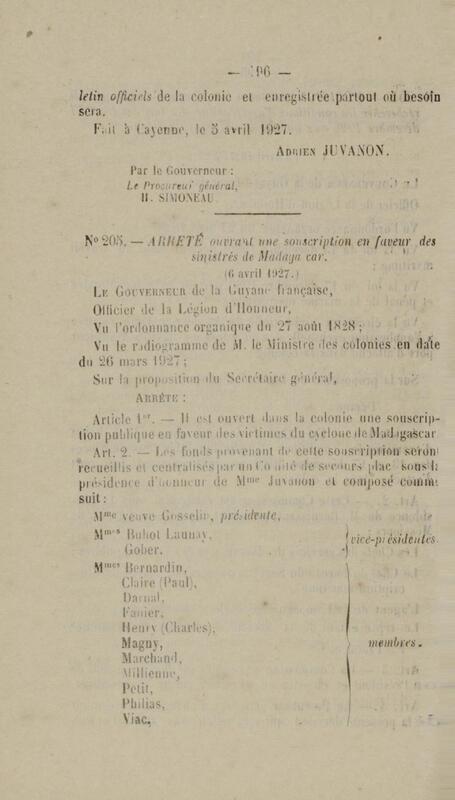 — 196 —
letin officiels de la colonie et enregistrée partout où besoin
sera.
Fait à Cayenne, le 5 avril 1927.
Adrien JUVANON.
Par le Gouverneur :
Le Procureur général,
H. SIMONEAU.
N° 205. — ARRETÉ ouvrant une souscription en faveur des
sinistrés de Madaga car.
(6 avril 1927.)
Le Gouverneur de la Guyane française,
Officier de la Légion d'Honneur,
Vu l'ordonnance organique du 27 août 1828 ;
Vu le radiogramme de M. le Ministre des colonies en date
du 26 mars 1927 ;
Sur la proposition du Secrétaire général,
Arrête :
Article 1er. — Il est ouvert dans la colonie une souscrip-
tion publique en faveur des victimes du cyclone de Madagascar
Art. 2. — Les fonds provenant de cette souscription seron
recueillis et centralisés par un Comité de secours plac sous la
présidence d'honneur de Mme Juvanon et composé comme
suit :
Mme veuve Gosselin, présidente,
Mmes Buhot Launay,
Gober.
vice-présidentes.
Mmes Bernardin,
Claire (Paul),
Darnal,
Fanier,
Henry (Charles),
Magny,
Marchand,
Millienne,
Petit,
Philias,
Viac,
membres.